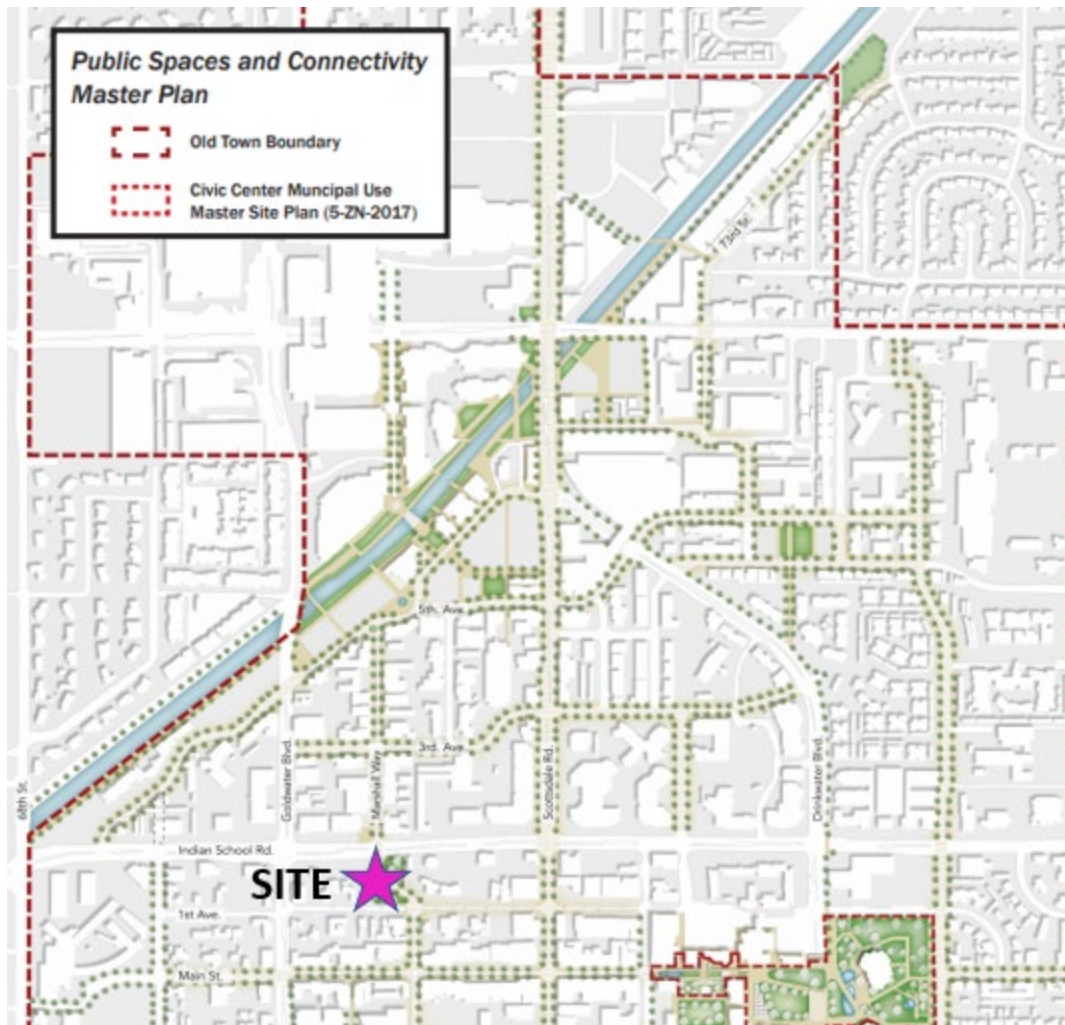 Public Spaces and Connectivity
Master Plan
Old Town Boundary
Civic Center Muncipal Use
Master Site Plan (5-ZN-2017)
73rd St.
5th. Ave.
3rd. Ave.
Goldwater Blvd.
Marshall Way
Scottsdale Rd.
Drinkwater Blvd.
68th St.
Indian School Rd.
SITE
1st Ave.
Main St.